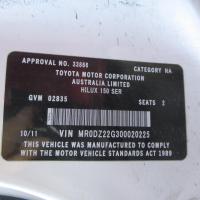 APPROVAL NO. 33866 CATEGORY NA
TOYOTA MOTOR CORPORATION
AUSTRALIA LIMITED
HILUX 150 SER
GVM 02835 SEATS 2
10/11 VIN MR0DZ22G300020225
THIS VEHICLE WAS MANUFACTURED TO COMPLY
WITH THE MOTOR VEHICLE STANDARDS ACT 1989